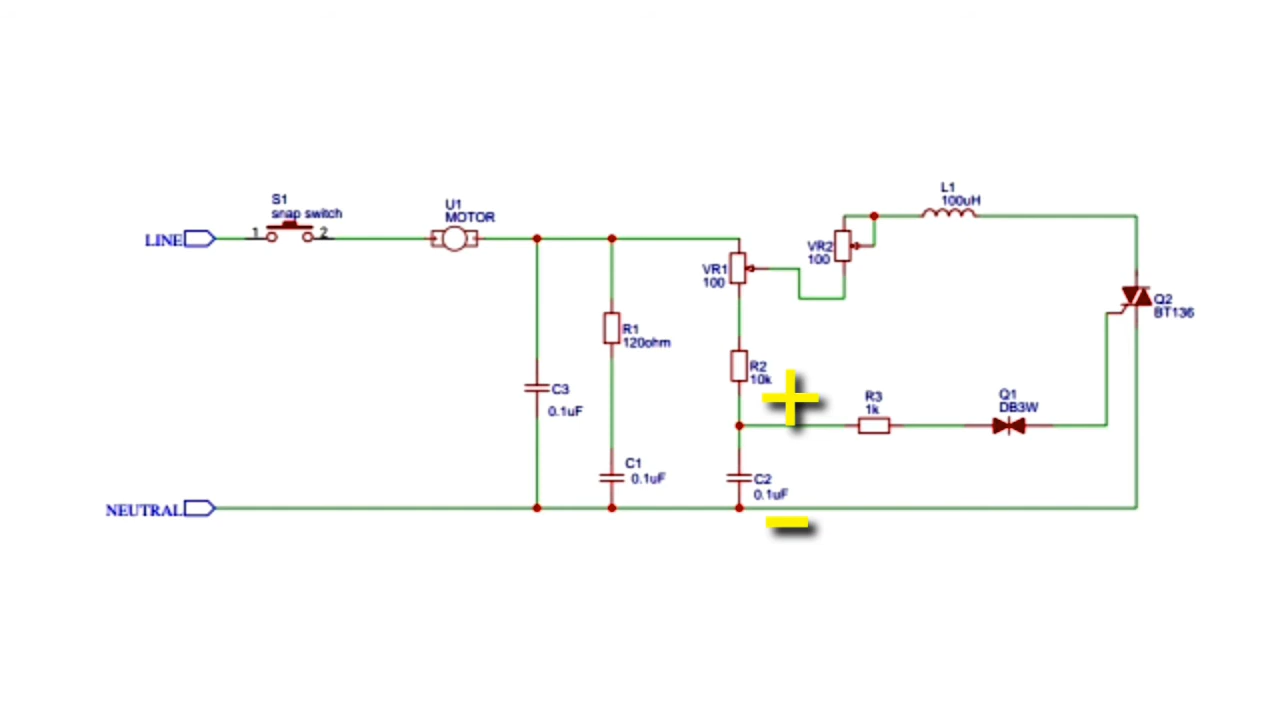 S1
snap switch
LINE
1
2
U1
MOTOR
L1
100uH
VR1
100
VR2
100
Q2
BT136
R1
120ohm
R2
10k
+
R3
1k
Q1
DB3W
C3
0.1uF
C1
0.1uF
C2
0.1uF
NEUTRAL
−